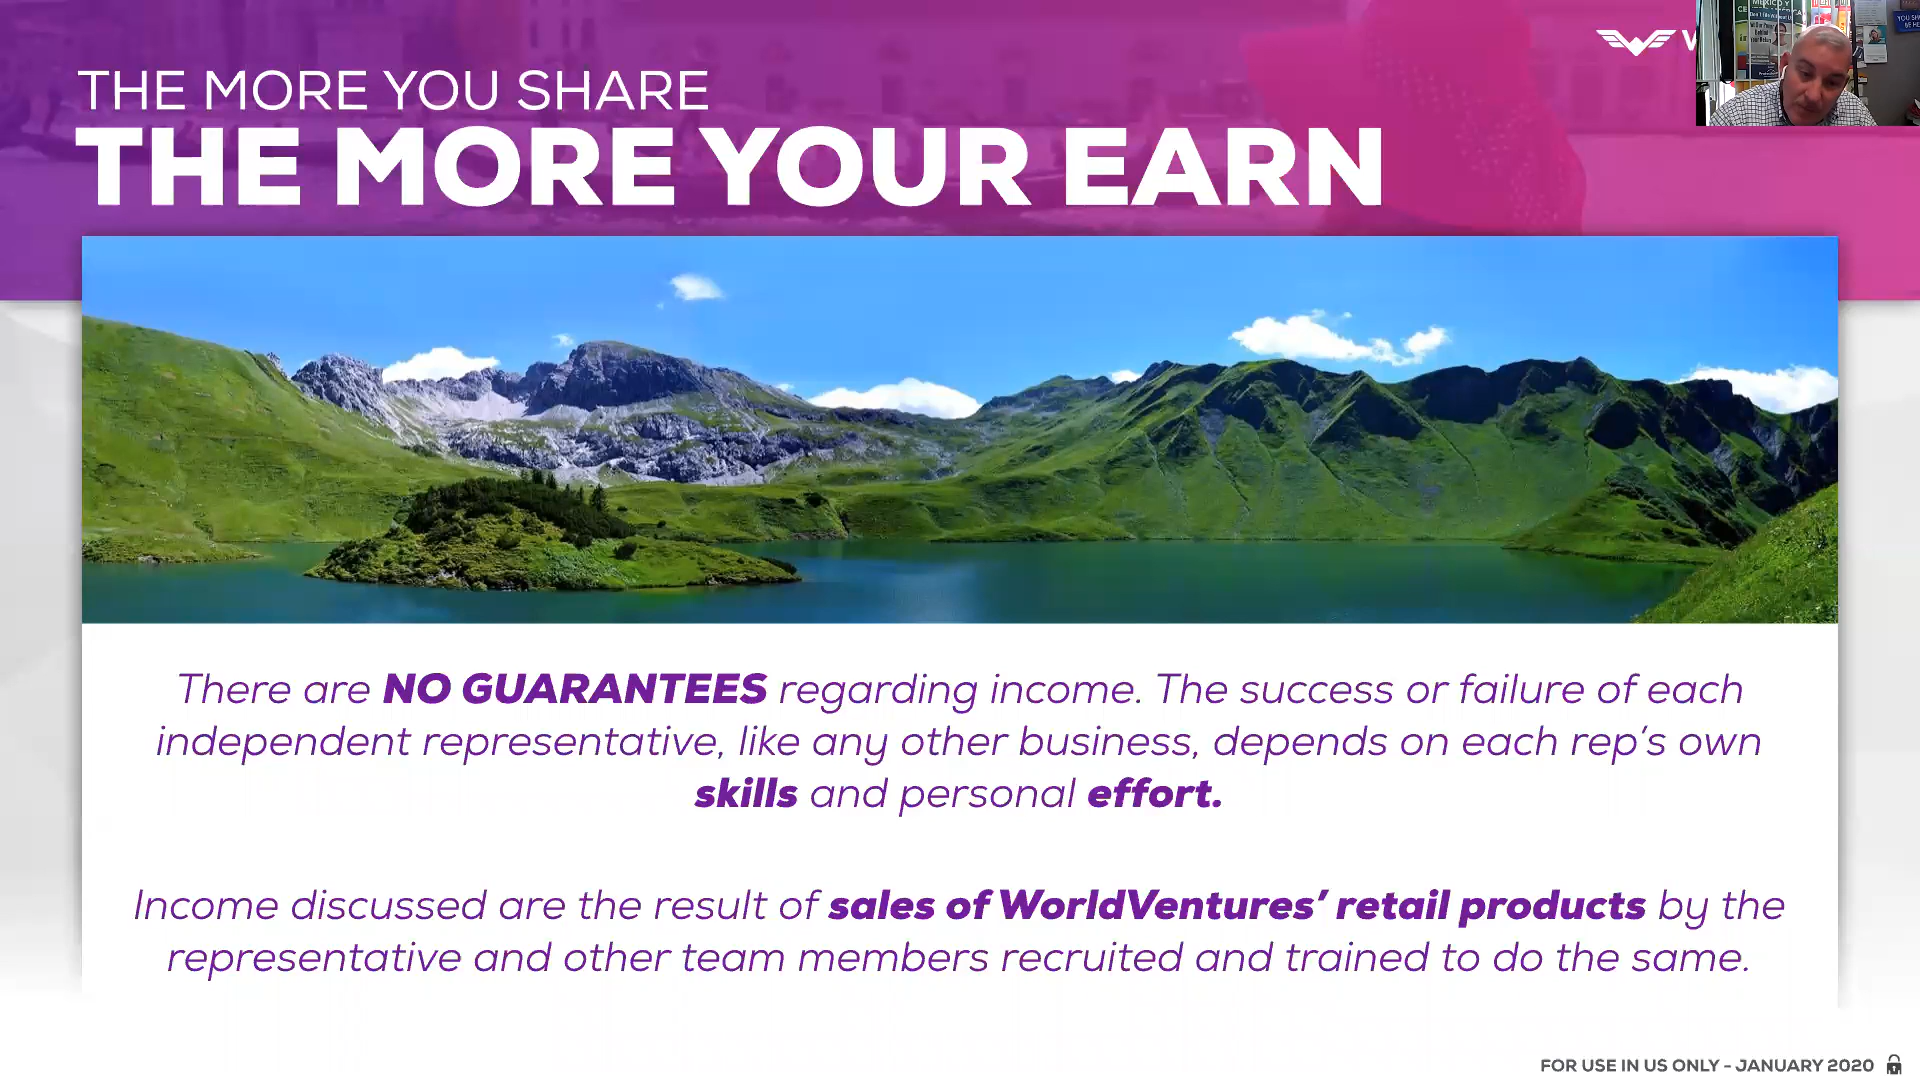 THE MORE YOU SHARE
THE MORE YOUR EARN
There are NO GUARANTEES regarding income. The success or failure of each
independent representative, like any other business, depends on each rep's own
skills and personal effort.
Income discussed are the result of sales of WorldVentures' retail products by the
representative and other team members recruited and trained to do the same.
FOR USE IN US ONLY - JANUARY 2020
MEXICO Y